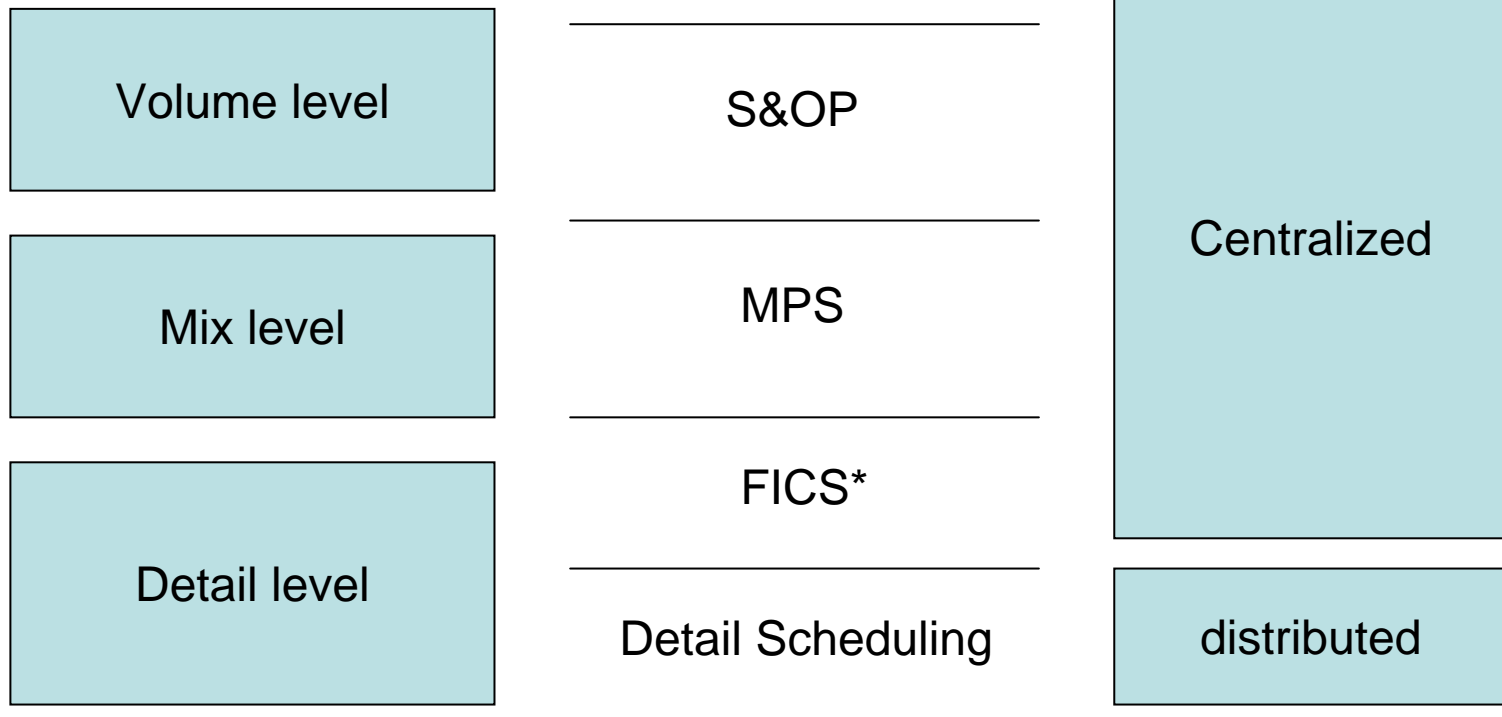 Volume level
S&OP
Centralized
Mix level
MPS
FICS*
Detail level
Detail Scheduling
distributed